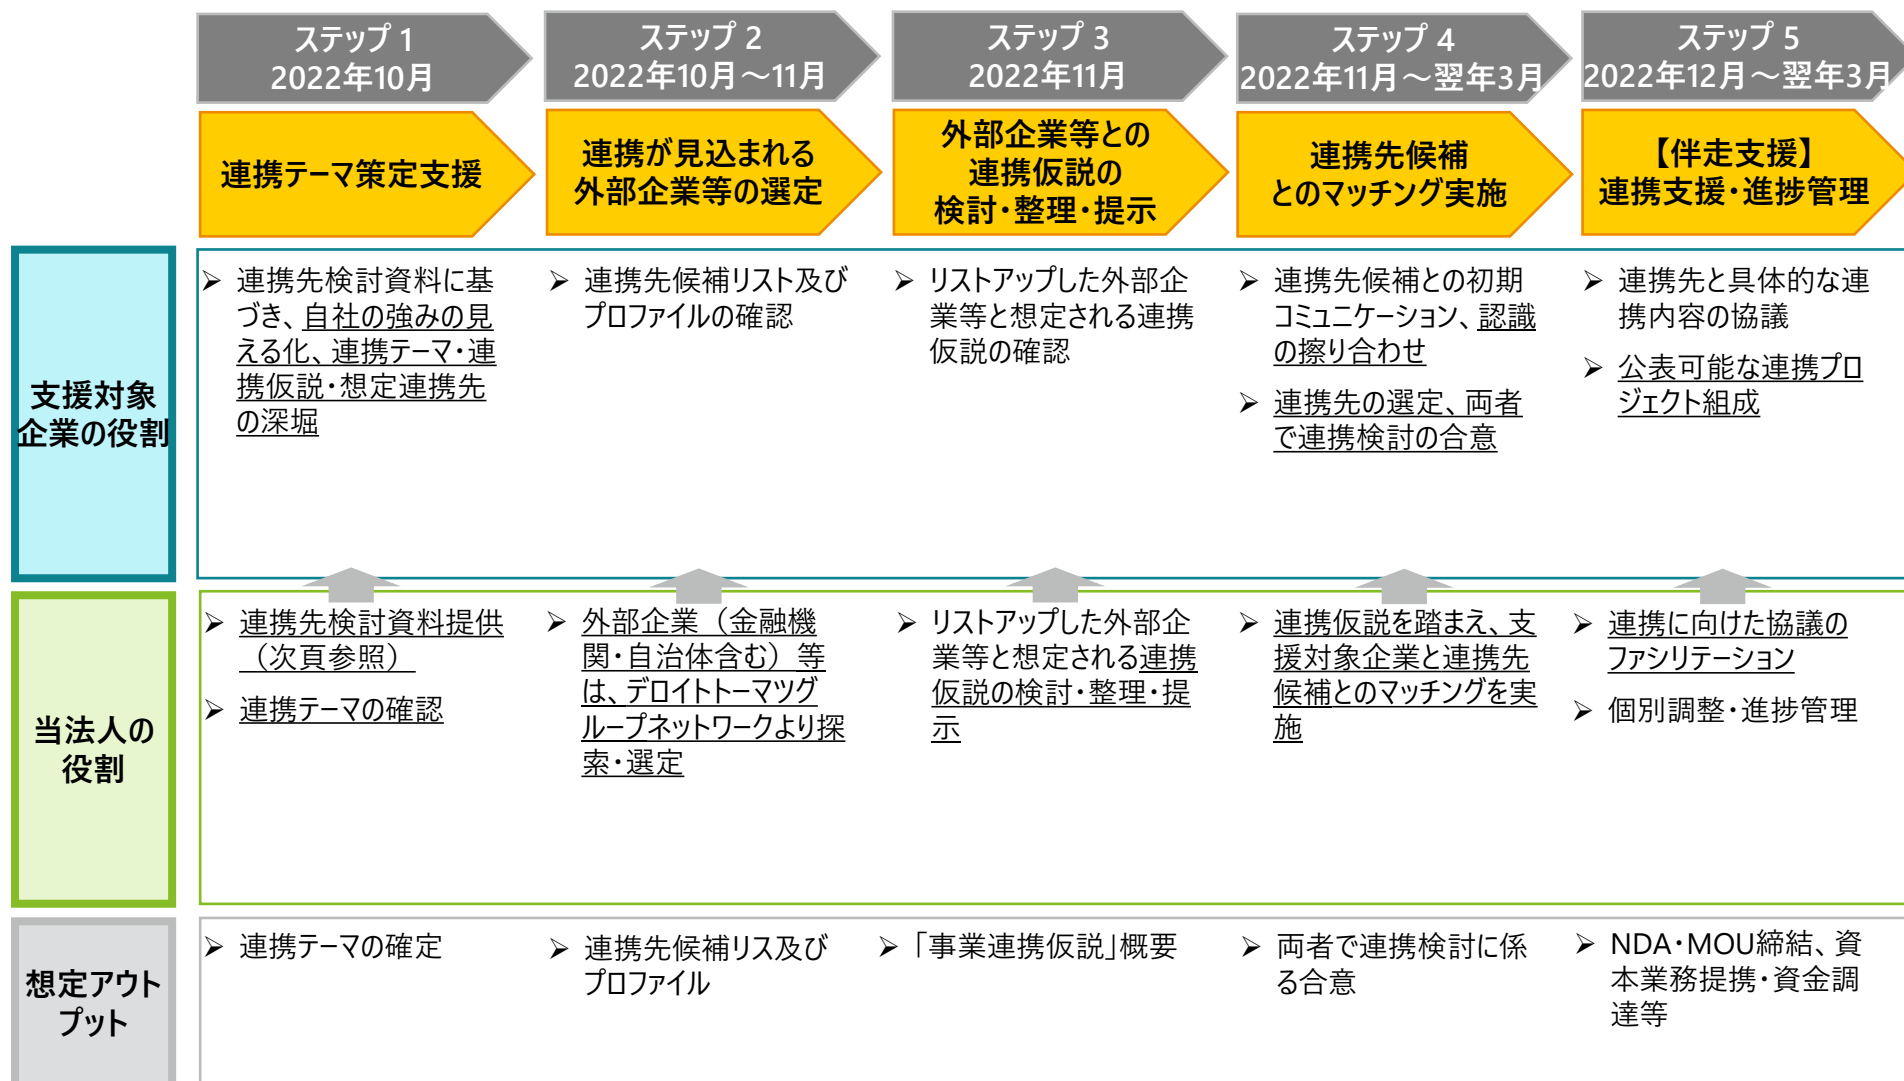 ステップ 1
2022年10月
ステップ 2
2022年10月～11月
ステップ 3
2022年11月
ステップ 4
2022年11月～翌年3月
ステップ 5
2022年12月～翌年3月
連携テーマ策定支援
連携が見込まれる
外部企業等の選定
外部企業等との
連携仮説の
検討・整理・提示
連携先候補
とのマッチング実施
【伴走支援】
連携支援・進捗管理
支援対象
企業の役割
➢ 連携先検討資料に基
づき、自社の強みの見
える化、連携テーマ・連
携仮説・想定連携先
の深堀
➢ 連携先候補リスト及び
プロファイルの確認
➢ リストアップした外部企
業等と想定される連携
仮説の確認
➢ 連携先候補との初期
コミュニケーション、認識
の擦り合わせ
➢ 連携先の選定、両者
で連携検討の合意
➢ 連携先と具体的な連
携内容の協議
➢ 公表可能な連携プロ
ジェクト組成
当法人の
役割
➢ 連携先検討資料提供
（次頁参照）
➢ 連携テーマの確認
➢ 外部企業（金融機
関・自治体含む）等
は、デロイトトーマツグ
ループネットワークより探
索・選定
➢ リストアップした外部企
業等と想定される連携
仮説の検討・整理・提
示
➢ 連携仮説を踏まえ、支
援対象企業と連携先
候補とのマッチングを実
施
➢ 連携に向けた協議の
ファシリテーション
➢ 個別調整・進捗管理
想定アウト
プット
➢ 連携テーマの確定
➢ 連携先候補リス及び
プロファイル
➢ 「事業連携仮説」概要
➢ 両者で連携検討に係
る合意
➢ NDA・MOU締結、資
本業務提携・資金調
達等